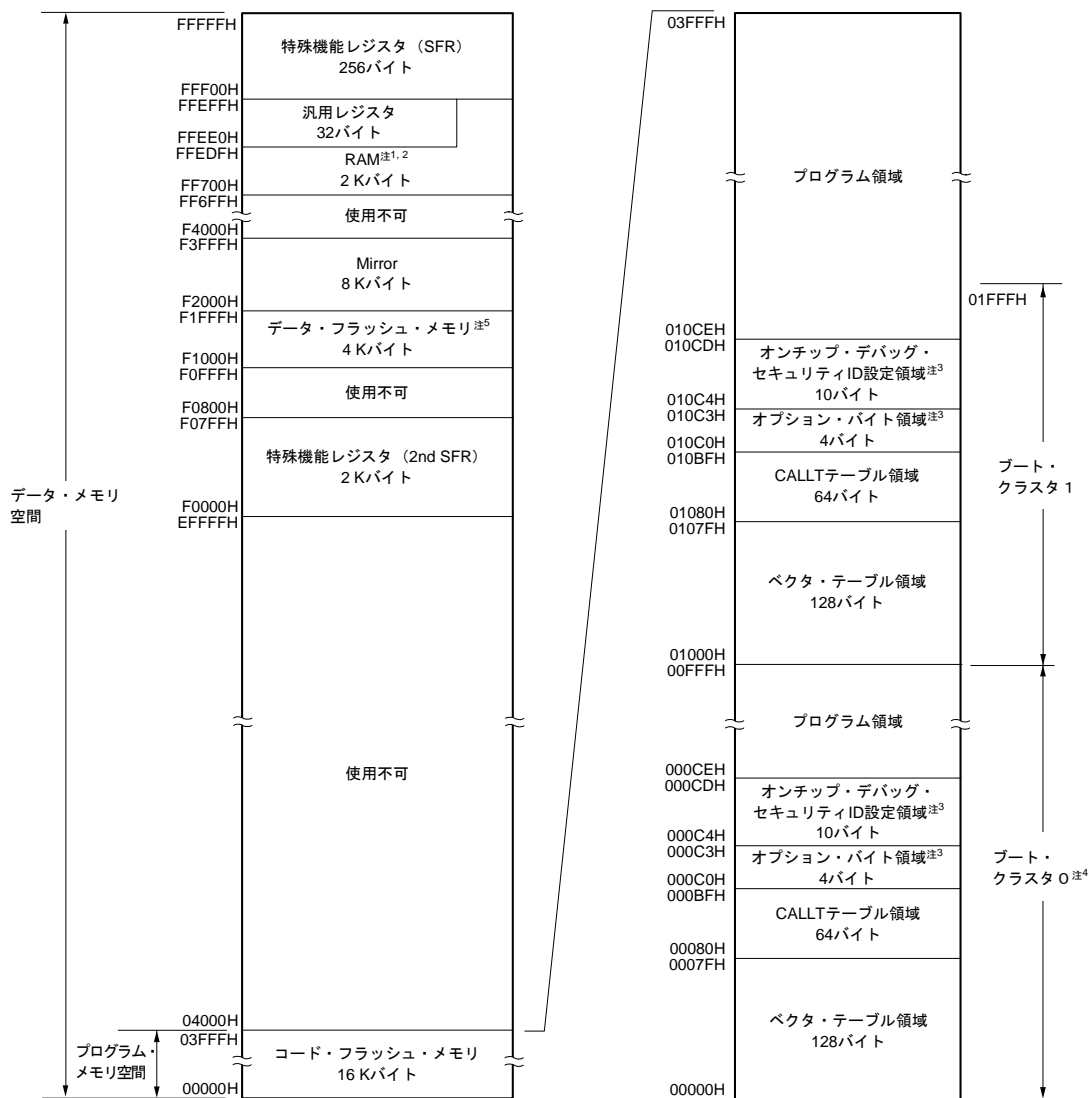 データ・メモリ
空間
プログラム・
メモリ空間
FFFFFH
特殊機能レジスタ（SFR）
256バイト
FFF00H
FFEFFH
汎用レジスタ
32バイト
FFEE0H
FFEDFH
RAM注1, 2
2 Kバイト
FF700H
FF6FFH
使用不可
F4000H
F3FFFH
Mirror
8 Kバイト
F2000H
F1FFFH
データ・フラッシュ・メモリ注5
4 Kバイト
F1000H
F0FFFH
使用不可
F0800H
F07FFH
特殊機能レジスタ（2nd SFR）
2 Kバイト
F0000H
EFFFFH
使用不可
04000H
03FFFH
コード・フラッシュ・メモリ
16 Kバイト
00000H
03FFFH
プログラム領域
01FFFH
010CEH
010CDH
オンチップ・デバッグ・
セキュリティID設定領域注3
10バイト
010C4H
010C3H
オプション・バイト領域注3
4バイト
010C0H
010BFH
CALLTテーブル領域
64バイト
01080H
0107FH
ベクタ・テーブル領域
128バイト
01000H
00FFFH
ブート・
クラスタ１
プログラム領域
000CEH
000CDH
オンチップ・デバッグ・
セキュリティID設定領域注3
10バイト
000C4H
000C3H
オプション・バイト領域注3
4バイト
000C0H
000BFH
CALLTテーブル領域
64バイト
00080H
0007FH
ベクタ・テーブル領域
128バイト
00000H
ブート・
クラスタ０注4